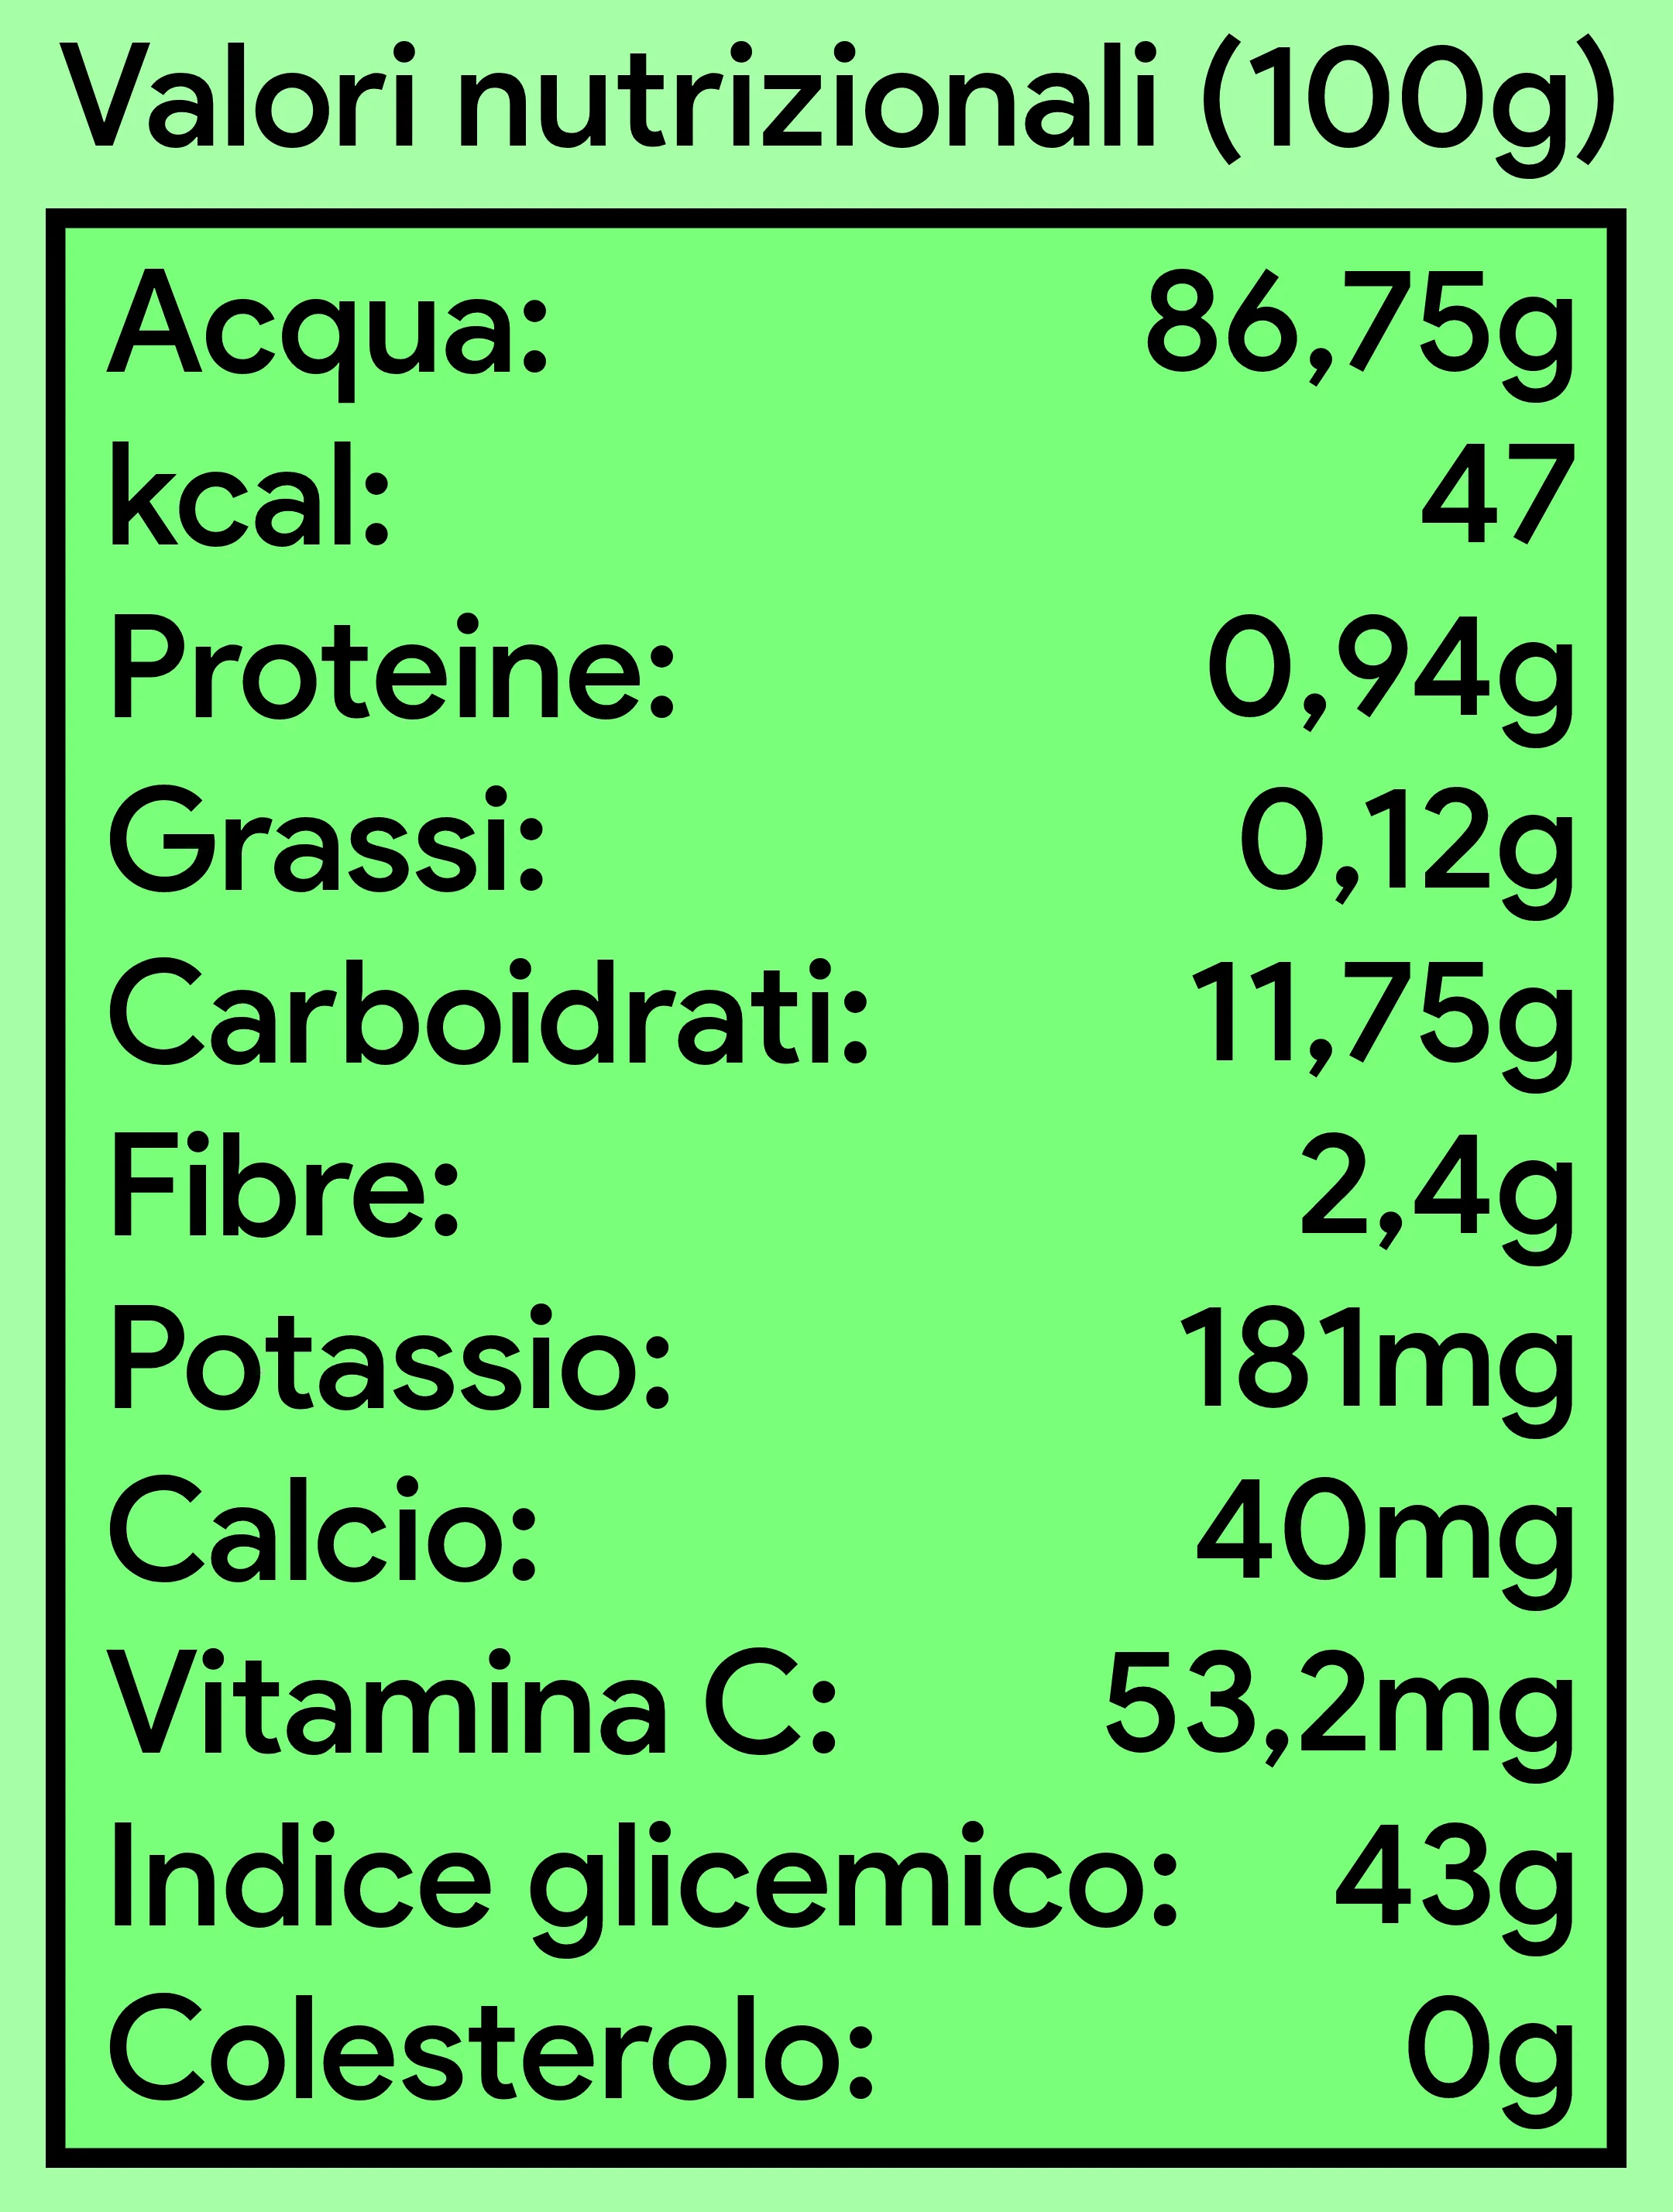 Valori nutrizionali (100g)
Acqua: 86,75g
kcal: 47
Proteine: 0,94g
Grassi: 0,12g
Carboidrati: 11,75g
Fibre: 2,4g
Potassio: 181mg
Calcio: 40mg
Vitamina C: 53,2mg
Indice glicemico: 43g
Colesterolo: 0g